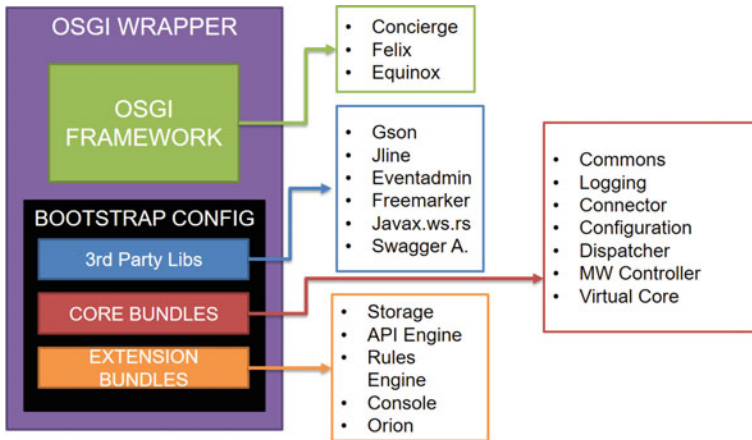 OSGI WRAPPER
OSGI
FRAMEWORK
BOOTSTRAP CONFIG
3rd Party Libs
CORE BUNDLES
EXTENSION
BUNDLES
• Concierge
• Felix
• Equinox
• Gson
• Jline
• Eventadmin
• Freemarker
• Javax.ws.rs
• Swagger A.
• Commons
• Logging
• Connector
• Configuration
• Dispatcher
• MW Controller
• Virtual Core
• Storage
• API Engine
• Rules
Engine
• Console
• Orion